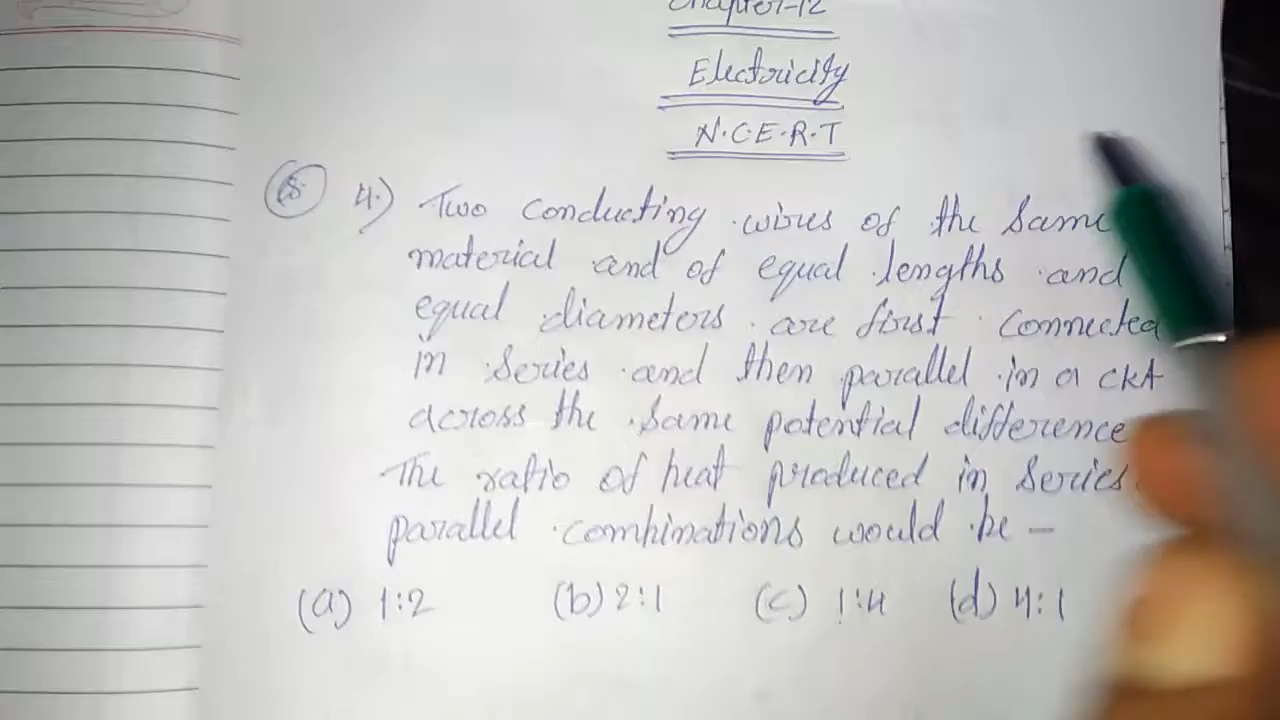 Chapter-12
Electricity
N.C.E.R.T
Q. 4.) Two conducting wires of the same
material and of equal lengths and
equal diameters are first connected
in series and then parallel in a ckt
across the same potential difference
The ratio of heat produced in series
parallel combinations would be –
(a) 1:2 (b) 2:1 (c) 1:4 (d) 4:1